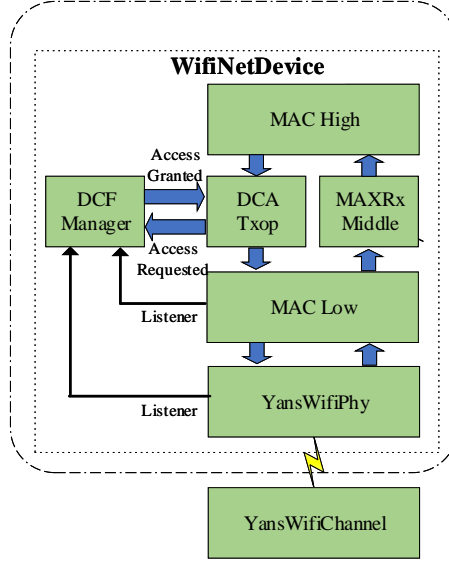 WifiNetDevice
MAC High
Access
Granted
DCF
Manager
DCA
Txop
MAXRx
Middle
Access
Requested
MAC Low
Listener
YansWifiPhy
Listener
YansWifiChannel